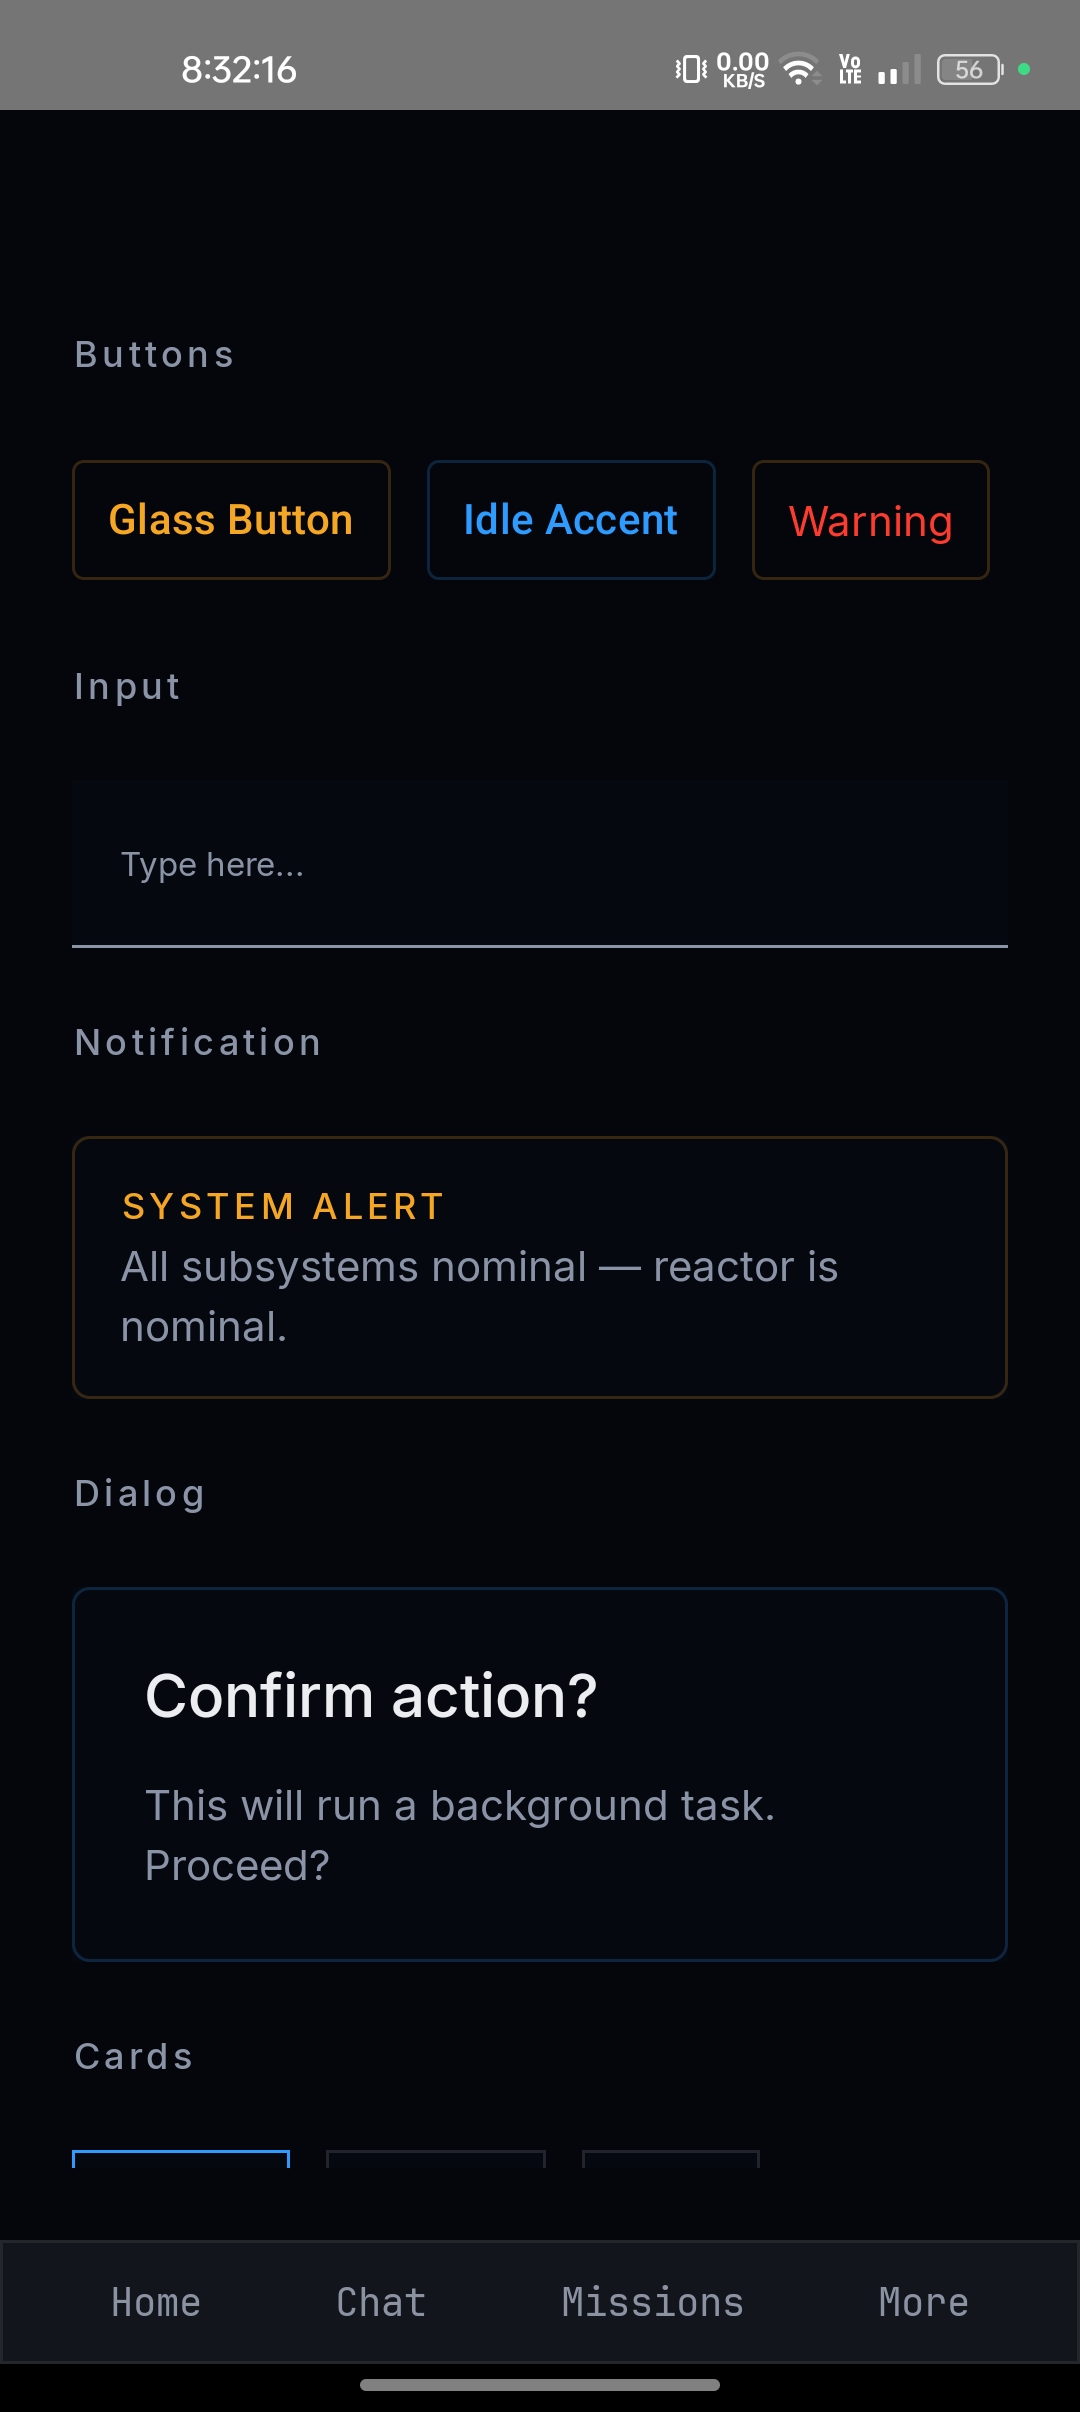 8:32:16 0.00 KB/S Vo LTE 56
Buttons
Glass Button Idle Accent Warning
Input
Type here...
Notification
SYSTEM ALERT
All subsystems nominal — reactor is
nominal.
Dialog
Confirm action?
This will run a background task.
Proceed?
Cards
Home Chat Missions More